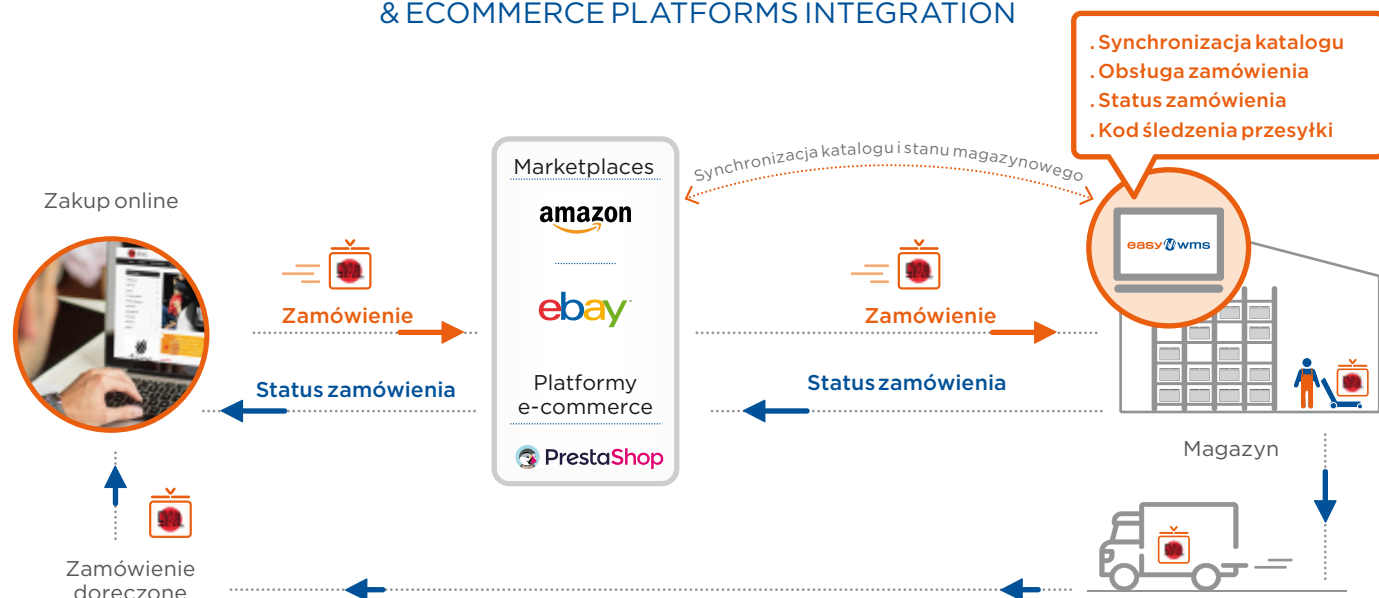 & ECOMMERCE PLATFORMS INTEGRATION
. Synchronizacja katalogu
. Obsługa zamówienia
. Status zamówienia
. Kod śledzenia przesyłki
Synchronizacja katalogu i stanu magazynowego
Marketplaces
amazon
ebay
Platformy
e-commerce
PrestaShop
Zakup online
Zamówienie
Status zamówienia
Zamówienie
Status zamówienia
easy wms
Magazyn
Zamówienie
doręczone